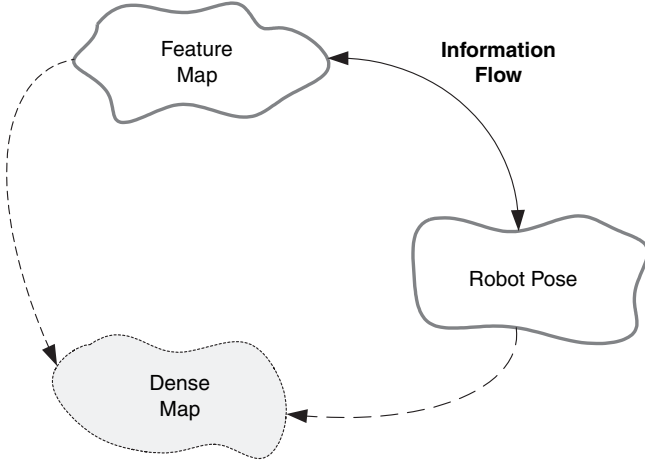 Feature
Map
Information
Flow
Robot Pose
Dense
Map